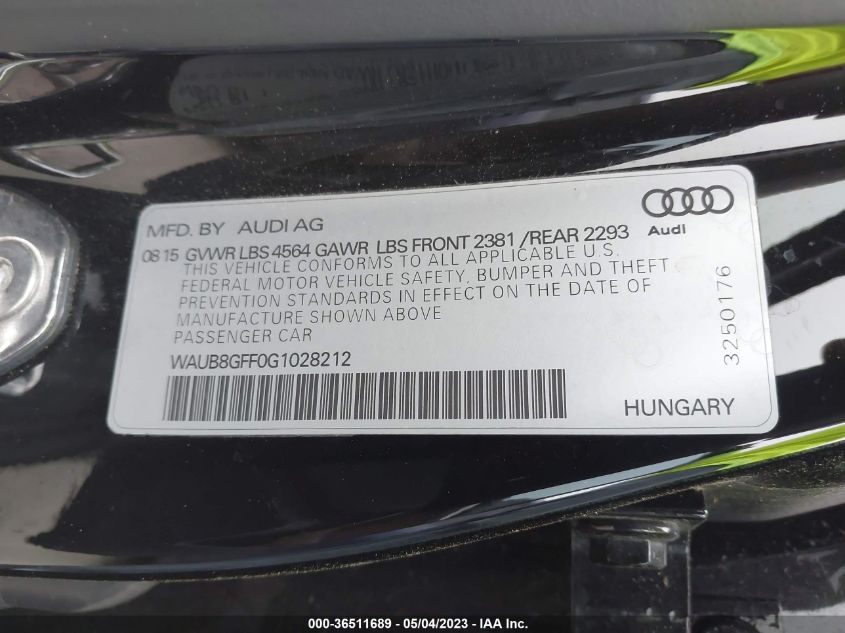 MFD. BY AUDI AG
Audi
08 15 GVWR LBS 4564 GAWR LBS FRONT 2381 /REAR 2293
THIS VEHICLE CONFORMS TO ALL APPLICABLE U.S.
FEDERAL MOTOR VEHICLE SAFETY, BUMPER AND THEFT
PREVENTION STANDARDS IN EFFECT ON THE DATE OF
MANUFACTURE SHOWN ABOVE
PASSENGER CAR
WAUB8GFF0G1028212
HUNGARY
3250176
000-36511689 - 05/04/2023 - IAA Inc.